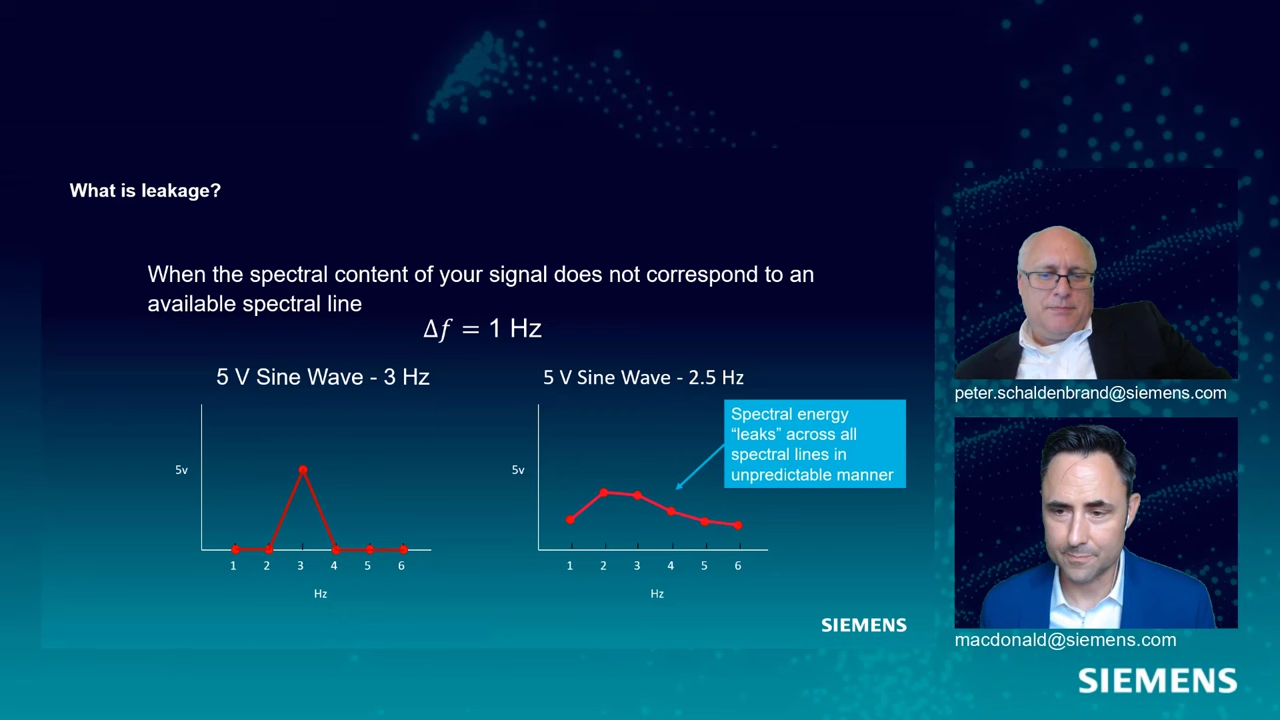 What is leakage?
When the spectral content of your signal does not correspond to an
available spectral line
Δf = 1 Hz
5 V Sine Wave - 3 Hz
5v
1 2 3 4 5 6
Hz
5 V Sine Wave - 2.5 Hz
Spectral energy
“leaks” across all
spectral lines in
unpredictable manner
5v
1 2 3 4 5 6
Hz
SIEMENS
peter.schaldenbrand@siemens.com
macdonald@siemens.com
SIEMENS